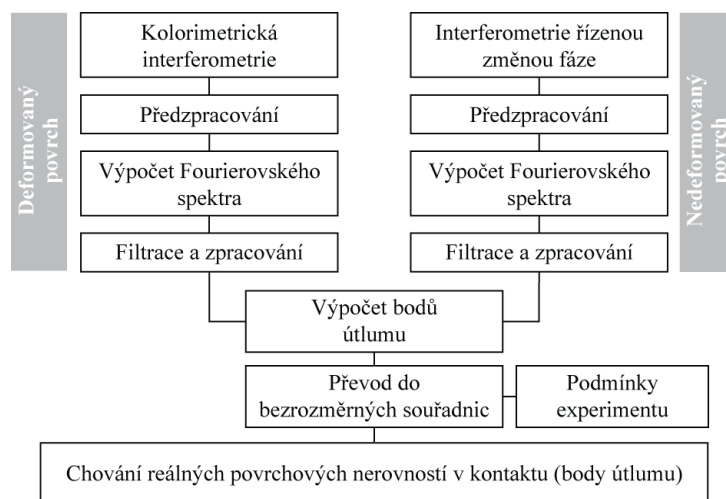 Deformovaný
povrch
Kolorimetrická
interferometrie
Předzpracování
Výpočet Fourierovského
spektra
Filtrace a zpracování
Interferometrie řízenou
změnou fáze
Předzpracování
Výpočet Fourierovského
spektra
Filtrace a zpracování
Nedeformovaný
povrch
Výpočet bodů
útlumu
Převod do
bezrozměrných souřadnic
Podmínky
experimentu
Chování reálných povrchových nerovností v kontaktu (body útlumu)